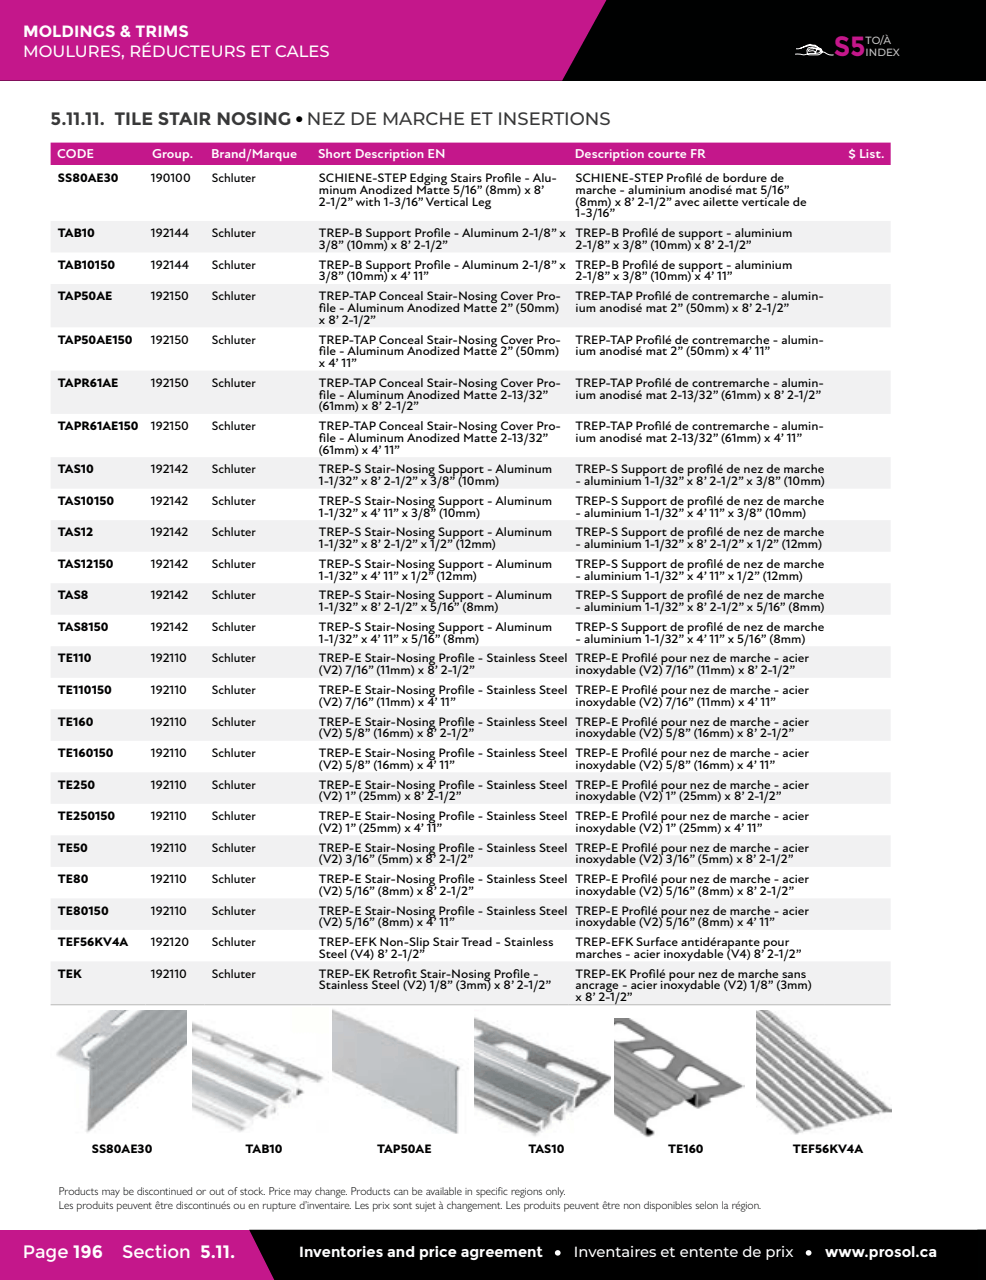 MOLDINGS & TRIMS
MOULURES, RÉDUCTEURS ET CALES
S5 TO/À INDEX
5.11.11. TILE STAIR NOSING • NEZ DE MARCHE ET INSERTIONS
CODE Group. Brand/Marque Short Description EN Description courte FR $ List.
SS80AE30 190100 Schluter SCHIENE-STEP Edging Stairs Profile - Alu- SCHIENE-STEP Profilé de bordure de
minum Anodized Matte 5/16” (8mm) x 8’ marche - aluminium anodisé mat 5/16”
2-1/2” with 1-3/16” Vertical Leg (8mm) x 8’ 2-1/2” avec ailette verticale de
1-3/16”
TAB10 192144 Schluter TREP-B Support Profile - Aluminum 2-1/8” x TREP-B Profilé de support - aluminium
3/8” (10mm) x 8’ 2-1/2” 2-1/8” x 3/8” (10mm) x 8’ 2-1/2”
TAB10150 192144 Schluter TREP-B Support Profile - Aluminum 2-1/8” x TREP-B Profilé de support - aluminium
3/8” (10mm) x 4’ 11” 2-1/8” x 3/8” (10mm) x 4’ 11”
TAP50AE 192150 Schluter TREP-TAP Conceal Stair-Nosing Cover Pro- TREP-TAP Profilé de contremarche - alumin-
file - Aluminum Anodized Matte 2” (50mm) ium anodisé mat 2” (50mm) x 8’ 2-1/2”
x 8’ 2-1/2”
TAP50AE150 192150 Schluter TREP-TAP Conceal Stair-Nosing Cover Pro- TREP-TAP Profilé de contremarche - alumin-
file - Aluminum Anodized Matte 2” (50mm) ium anodisé mat 2” (50mm) x 4’ 11”
x 4’ 11”
TAPR61AE 192150 Schluter TREP-TAP Conceal Stair-Nosing Cover Pro- TREP-TAP Profilé de contremarche - alumin-
file - Aluminum Anodized Matte 2-13/32” ium anodisé mat 2-13/32” (61mm) x 8’ 2-1/2”
(61mm) x 8’ 2-1/2”
TAPR61AE150 192150 Schluter TREP-TAP Conceal Stair-Nosing Cover Pro- TREP-TAP Profilé de contremarche - alumin-
file - Aluminum Anodized Matte 2-13/32” ium anodisé mat 2-13/32” (61mm) x 4’ 11”
(61mm) x 4’ 11”
TAS10 192142 Schluter TREP-S Stair-Nosing Support - Aluminum TREP-S Support de profilé de nez de marche
1-1/32” x 8’ 2-1/2” x 3/8” (10mm) - aluminium 1-1/32” x 8’ 2-1/2” x 3/8” (10mm)
TAS10150 192142 Schluter TREP-S Stair-Nosing Support - Aluminum TREP-S Support de profilé de nez de marche
1-1/32” x 4’ 11” x 3/8” (10mm) - aluminium 1-1/32” x 4’ 11” x 3/8” (10mm)
TAS12 192142 Schluter TREP-S Stair-Nosing Support - Aluminum TREP-S Support de profilé de nez de marche
1-1/32” x 8’ 2-1/2” x 1/2” (12mm) - aluminium 1-1/32” x 8’ 2-1/2” x 1/2” (12mm)
TAS12150 192142 Schluter TREP-S Stair-Nosing Support - Aluminum TREP-S Support de profilé de nez de marche
1-1/32” x 4’ 11” x 1/2” (12mm) - aluminium 1-1/32” x 4’ 11” x 1/2” (12mm)
TAS8 192142 Schluter TREP-S Stair-Nosing Support - Aluminum TREP-S Support de profilé de nez de marche
1-1/32” x 8’ 2-1/2” x 5/16” (8mm) - aluminium 1-1/32” x 8’ 2-1/2” x 5/16” (8mm)
TAS8150 192142 Schluter TREP-S Stair-Nosing Support - Aluminum TREP-S Support de profilé de nez de marche
1-1/32” x 4’ 11” x 5/16” (8mm) - aluminium 1-1/32” x 4’ 11” x 5/16” (8mm)
TE110 192110 Schluter TREP-E Stair-Nosing Profile - Stainless Steel TREP-E Profilé pour nez de marche - acier
(V2) 7/16” (11mm) x 8’ 2-1/2” inoxydable (V2) 7/16” (11mm) x 8’ 2-1/2”
TE110150 192110 Schluter TREP-E Stair-Nosing Profile - Stainless Steel TREP-E Profilé pour nez de marche - acier
(V2) 7/16” (11mm) x 4’ 11” inoxydable (V2) 7/16” (11mm) x 4’ 11”
TE160 192110 Schluter TREP-E Stair-Nosing Profile - Stainless Steel TREP-E Profilé pour nez de marche - acier
(V2) 5/8” (16mm) x 8’ 2-1/2” inoxydable (V2) 5/8” (16mm) x 8’ 2-1/2”
TE160150 192110 Schluter TREP-E Stair-Nosing Profile - Stainless Steel TREP-E Profilé pour nez de marche - acier
(V2) 5/8” (16mm) x 4’ 11” inoxydable (V2) 5/8” (16mm) x 4’ 11”
TE250 192110 Schluter TREP-E Stair-Nosing Profile - Stainless Steel TREP-E Profilé pour nez de marche - acier
(V2) 1” (25mm) x 8’ 2-1/2” inoxydable (V2) 1” (25mm) x 8’ 2-1/2”
TE250150 192110 Schluter TREP-E Stair-Nosing Profile - Stainless Steel TREP-E Profilé pour nez de marche - acier
(V2) 1” (25mm) x 4’ 11” inoxydable (V2) 1” (25mm) x 4’ 11”
TE50 192110 Schluter TREP-E Stair-Nosing Profile - Stainless Steel TREP-E Profilé pour nez de marche - acier
(V2) 3/16” (5mm) x 8’ 2-1/2” inoxydable (V2) 3/16” (5mm) x 8’ 2-1/2”
TE80 192110 Schluter TREP-E Stair-Nosing Profile - Stainless Steel TREP-E Profilé pour nez de marche - acier
(V2) 5/16” (8mm) x 8’ 2-1/2” inoxydable (V2) 5/16” (8mm) x 8’ 2-1/2”
TE80150 192110 Schluter TREP-E Stair-Nosing Profile - Stainless Steel TREP-E Profilé pour nez de marche - acier
(V2) 5/16” (8mm) x 4’ 11” inoxydable (V2) 5/16” (8mm) x 4’ 11”
TEF56KV4A 192120 Schluter TREP-EFK Non-Slip Stair Tread - Stainless TREP-EFK Surface antidérapante pour
Steel (V4) 8’ 2-1/2” marches - acier inoxydable (V4) 8’ 2-1/2”
TEK 192110 Schluter TREP-EK Retrofit Stair-Nosing Profile - TREP-EK Profilé pour nez de marche sans
Stainless Steel (V2) 1/8” (3mm) x 8’ 2-1/2” ancrage - acier inoxydable (V2) 1/8” (3mm)
x 8’ 2-1/2”
SS80AE30 TAB10 TAP50AE TAS10 TE160 TEF56KV4A
Products may be discontinued or out of stock. Price may change. Products can be available in specific regions only.
Les produits peuvent être discontinués ou en rupture d’inventaire. Les prix sont sujet à changement. Les produits peuvent être non disponibles selon la région.
Page 196 Section 5.11. Inventories and price agreement • Inventaires et entente de prix • www.prosol.ca